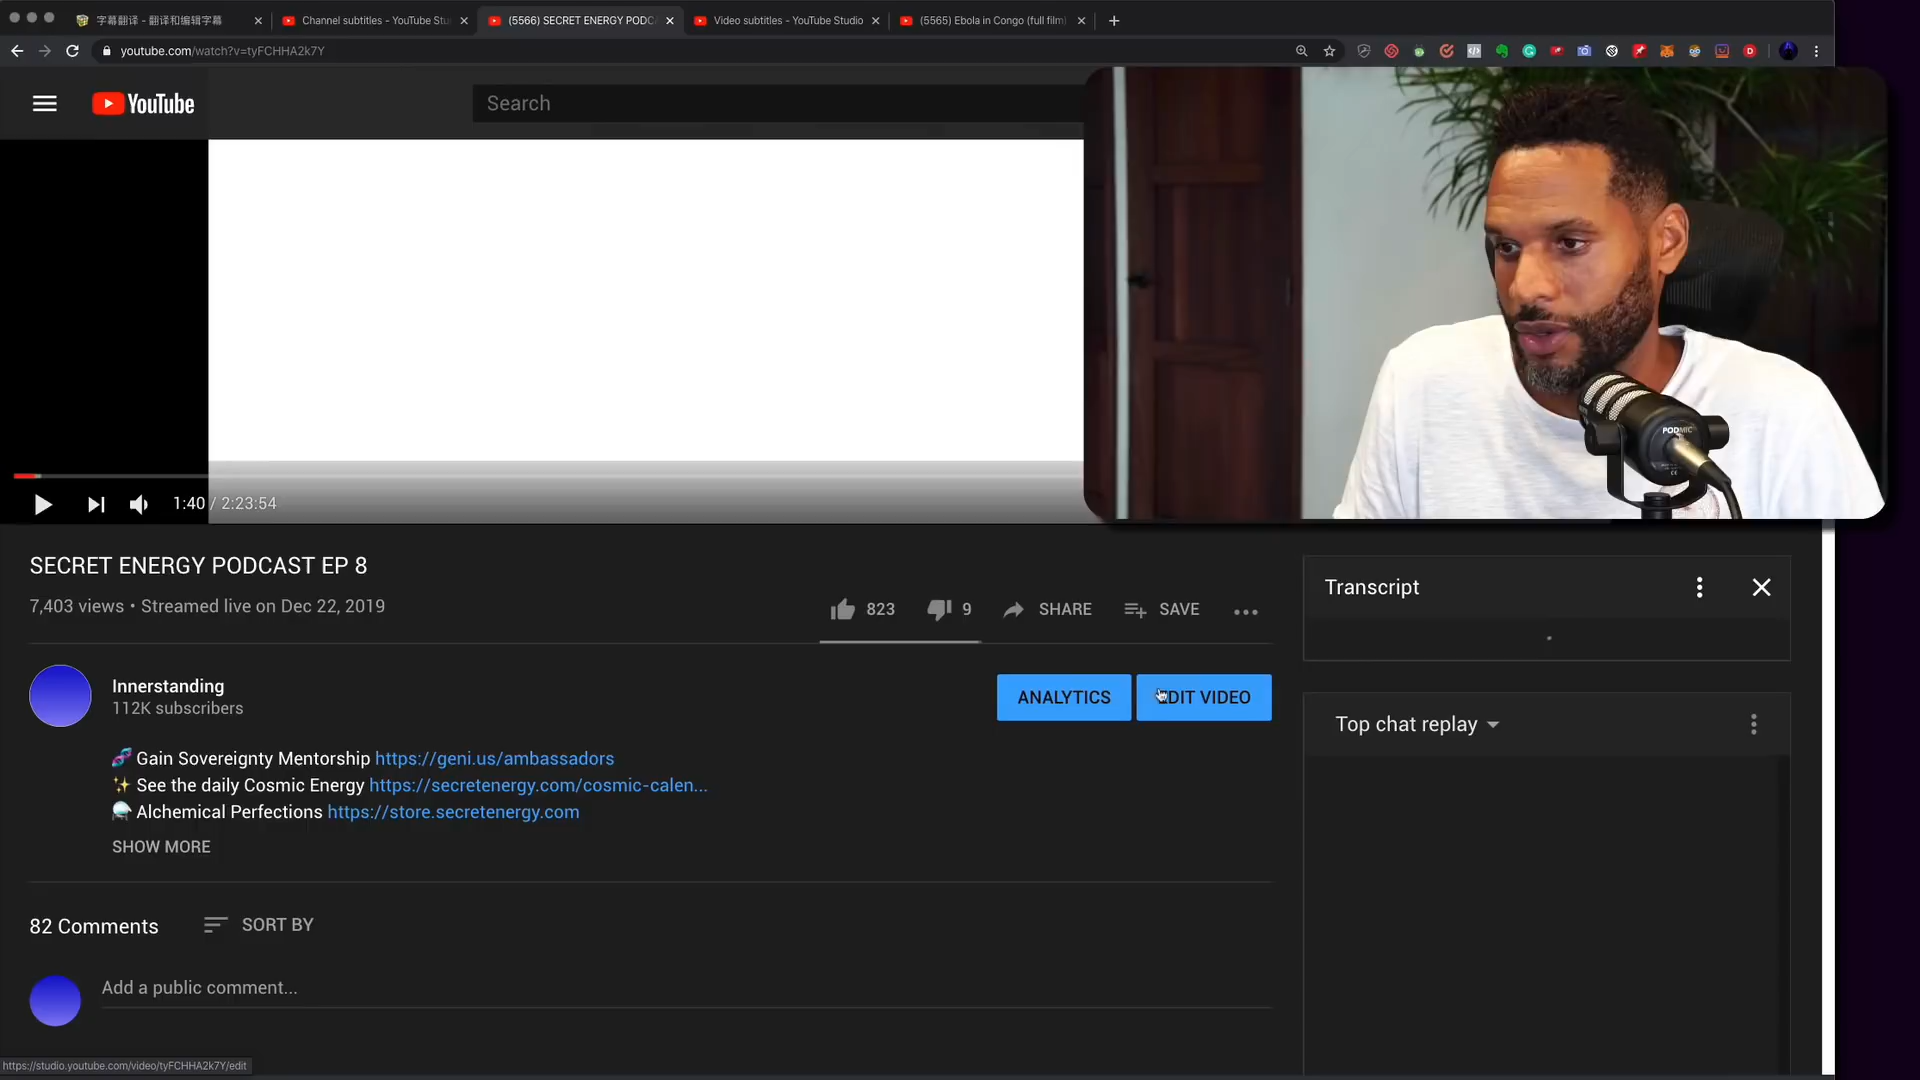 字幕翻译 - 翻译和编辑字幕
Channel subtitles - YouTube Stu
(5566) SECRET ENERGY PODC
Video subtitles - YouTube Studio
(5565) Ebola in Congo (full film)
youtube.com/watch?v=tyFCHHA2k7Y
YouTube
Search
PODMIC
1:40 / 2:23:54
SECRET ENERGY PODCAST EP 8
7,403 views • Streamed live on Dec 22, 2019
823
9
SHARE
SAVE
Transcript
Innerstanding
112K subscribers
ANALYTICS
EDIT VIDEO
Top chat replay
Gain Sovereignty Mentorship https://geni.us/ambassadors
See the daily Cosmic Energy https://secretenergy.com/cosmic-calen...
Alchemical Perfections https://store.secretenergy.com
SHOW MORE
82 Comments
SORT BY
Add a public comment...
https://studio.youtube.com/video/tyFCHHA2k7Y/edit